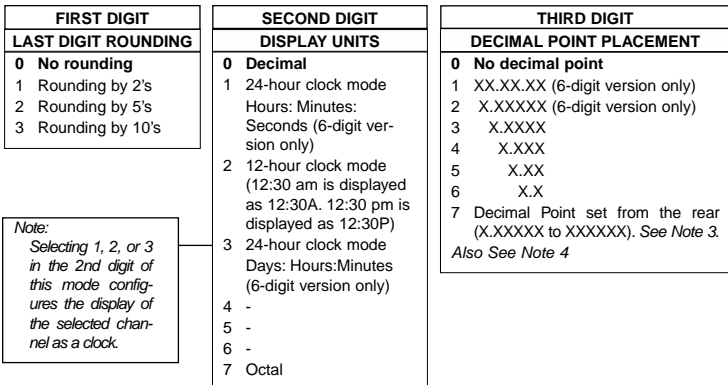 FIRST DIGIT
LAST DIGIT ROUNDING
0 No rounding
1 Rounding by 2's
2 Rounding by 5's
3 Rounding by 10's
Note:
Selecting 1, 2, or 3
in the 2nd digit of
this mode config-
ures the display of
the selected chan-
nel as a clock.
SECOND DIGIT
DISPLAY UNITS
0 Decimal
1 24-hour clock mode
Hours: Minutes:
Seconds (6-digit ver-
sion only)
2 12-hour clock mode
(12:30 am is displayed
as 12:30A. 12:30 pm is
displayed as 12:30P)
3 24-hour clock mode
Days: Hours:Minutes
(6-digit version only)
4 -
5 -
6 -
7 Octal
THIRD DIGIT
DECIMAL POINT PLACEMENT
0 No decimal point
1 XX.XX.XX (6-digit version only)
2 X.XXXXX (6-digit version only)
3 X.XXXX
4 X.XXX
5 X.XX
6 X.X
7 Decimal Point set from the rear
(X.XXXXX to XXXXXX). See Note 3.
Also See Note 4